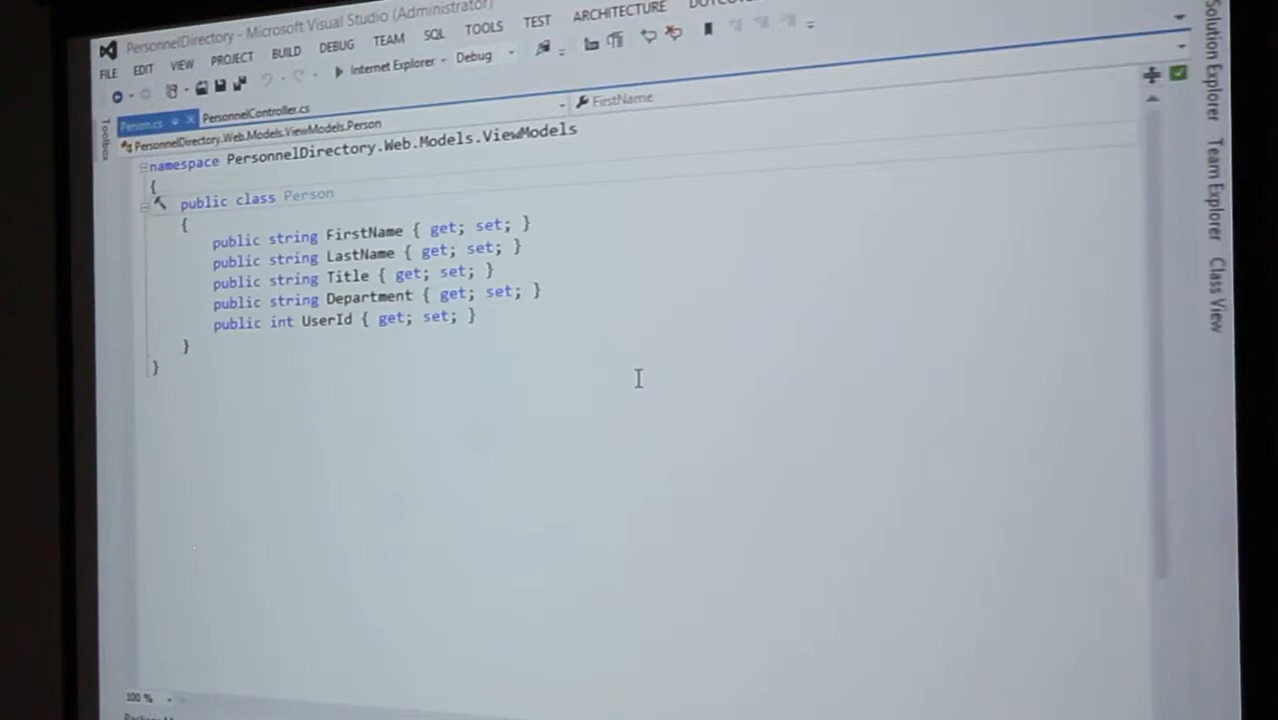 PersonnelDirectory - Microsoft Visual Studio (Administrator)
FILE EDIT VIEW PROJECT BUILD DEBUG TEAM SQL TOOLS TEST ARCHITECTURE
Internet Explorer Debug
Person.cs PersonnelController.cs
PersonnelDirectory.Web.Models.ViewModels.Person FirstName
namespace PersonnelDirectory.Web.Models.ViewModels
{
public class Person
{
public string FirstName { get; set; }
public string LastName { get; set; }
public string Title { get; set; }
public string Department { get; set; }
public int UserId { get; set; }
}
}
100 %
Toolbox
Solution Explorer
Team Explorer
Class View